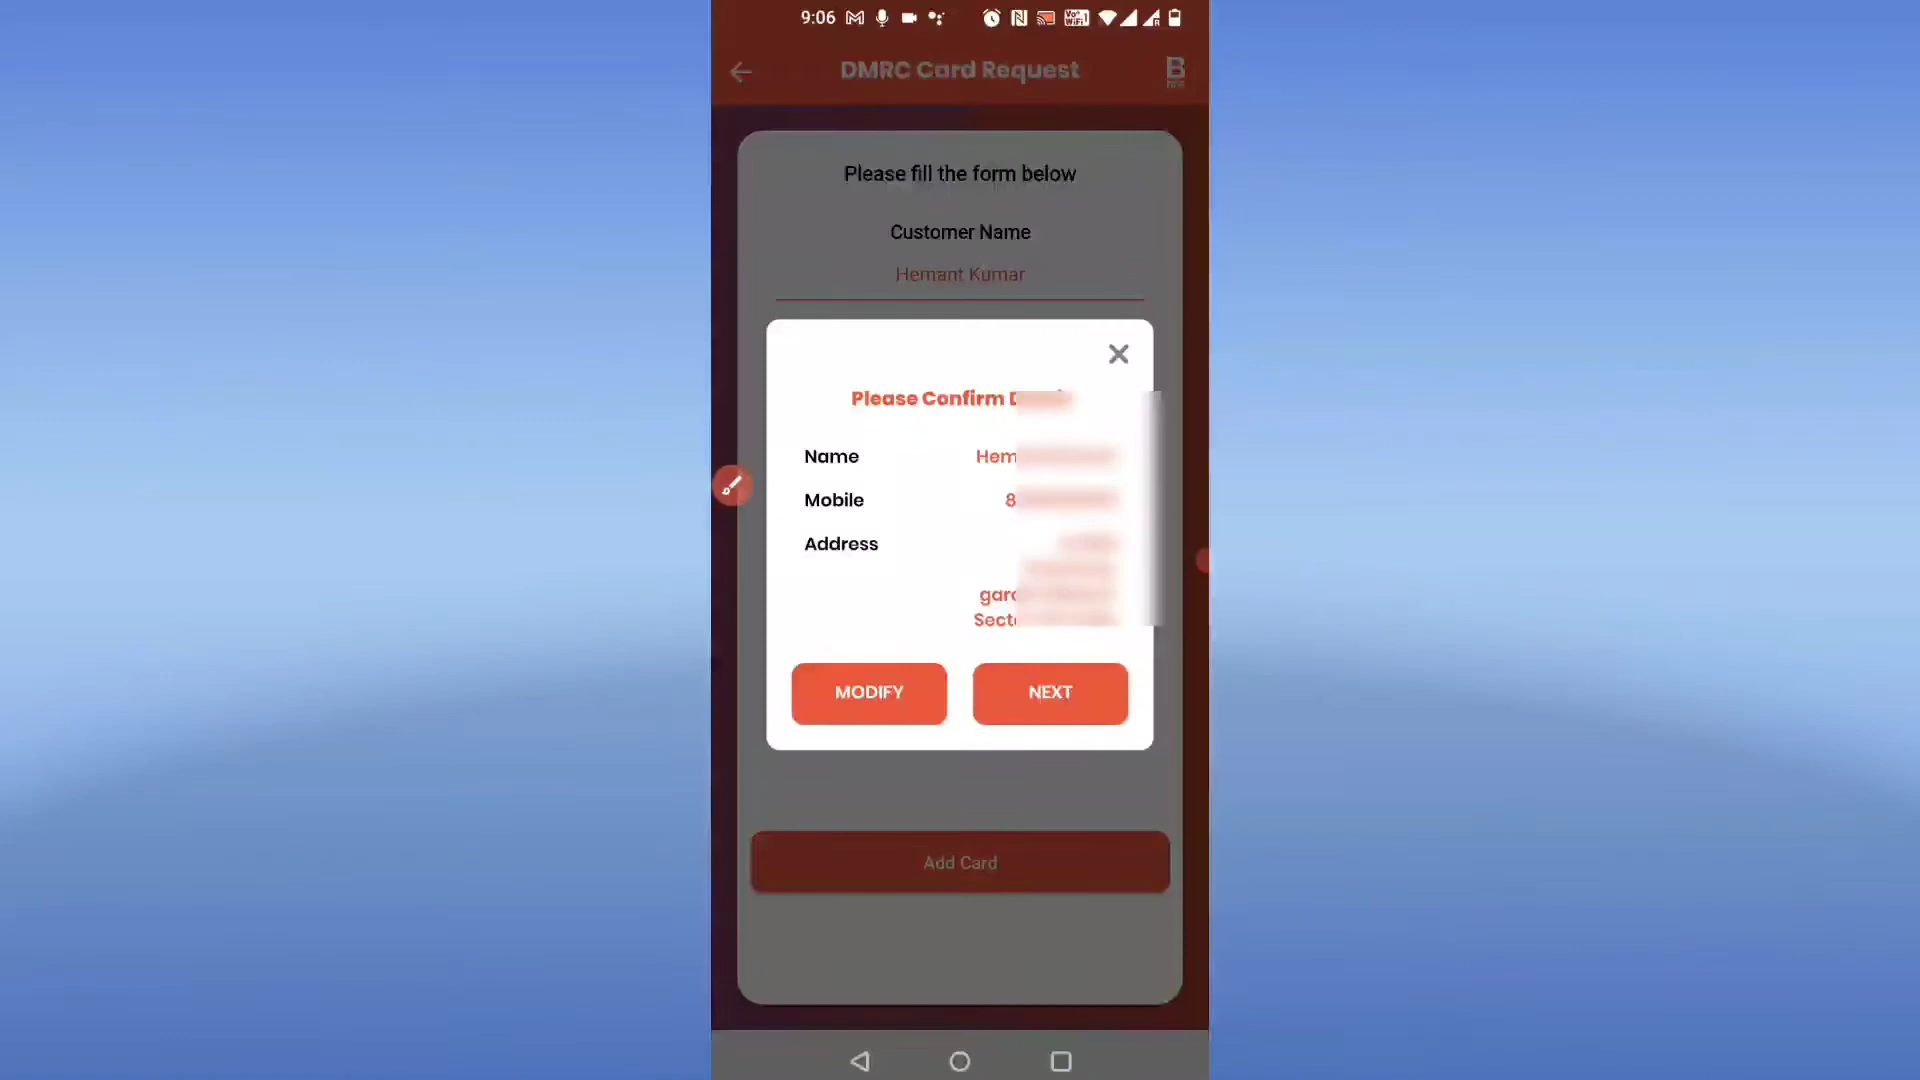 9:06
DMRC Card Request
B
Please fill the form below
Customer Name
Hemant Kumar
Please Confirm
Name Hem
Mobile 8
Address
gard
Sect
MODIFY NEXT
Add Card